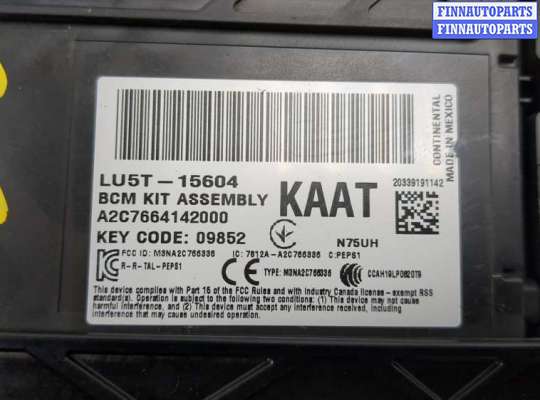 FINNAUTOPARTS
FINNAUTOPARTS
FINNAUTOPARTS
CONTINENTAL
MADE IN MEXICO
LU5T-15604
BCM KIT ASSEMBLY
A2C7664142000
KAAT
20339191142
KEY CODE: 09852
N75UH
FCC ID: M3NA2C766336
IC: 7812A-A2C766336
C:PEPS1
R-R-TAL-PEPS1
CE
TYPE: M3NA2C766336
CCAH19LP0620T9
This device complies with Part 15 of the FCC Rules and with Industry Canada license - exempt RSS
standard(s). Operation is subject to the following two conditions: (1) This device may not cause
harmful interference, and (2) This device must accept any interference received, including
interference that may cause undesired operation.